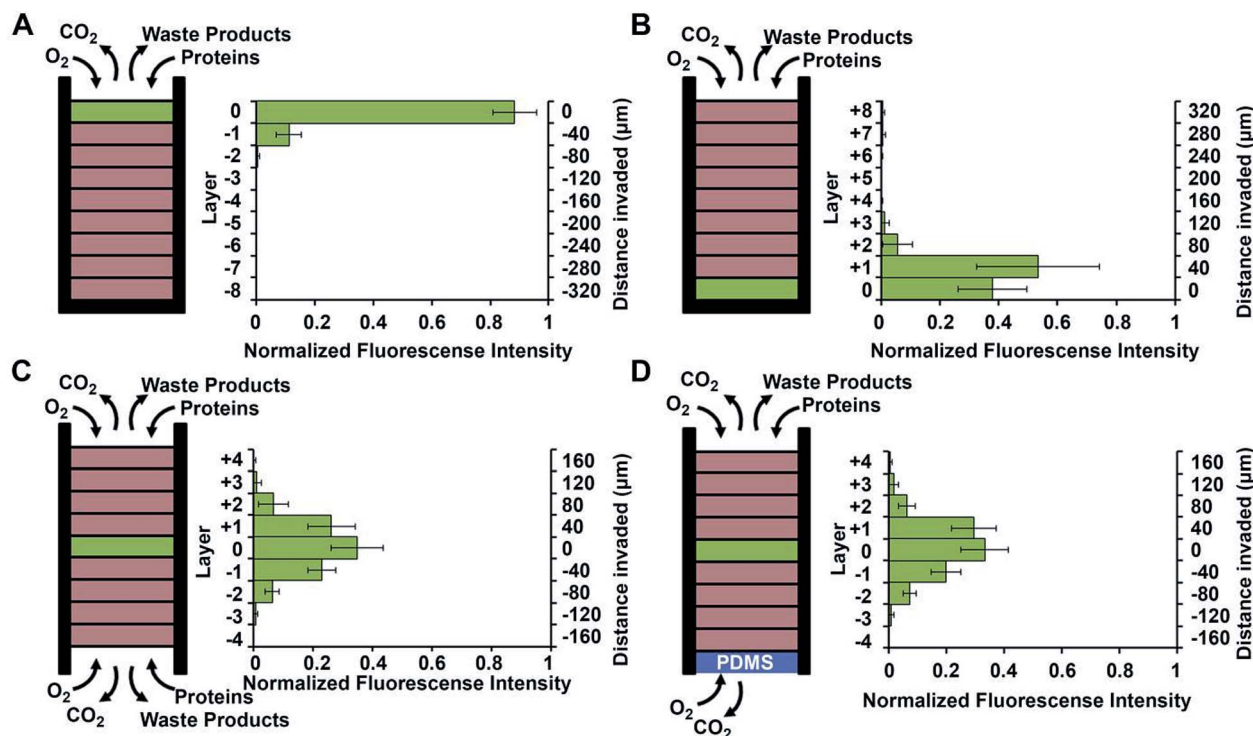 A
CO2
Waste Products
O2
Proteins
Layer
0
-1
-2
-3
-4
-5
-6
-7
-8
0
-40
-80
-120
-160
-200
-240
-280
-320
Distance invaded (µm)
0 0.2 0.4 0.6 0.8 1
Normalized Fluorescense Intensity
B
CO2
Waste Products
O2
Proteins
Layer
+8
+7
+6
+5
+4
+3
+2
+1
0
320
280
240
200
160
120
80
40
0
Distance invaded (µm)
0 0.2 0.4 0.6 0.8 1
Normalized Fluorescense Intensity
C
CO2
Waste Products
O2
Proteins
Layer
+4
+3
+2
+1
0
-1
-2
-3
-4
160
120
80
40
0
-40
-80
-120
-160
Distance invaded (µm)
0 0.2 0.4 0.6 0.8 1
Normalized Fluorescense Intensity
O2
Proteins
CO2
Waste Products
D
CO2
Waste Products
O2
Proteins
Layer
+4
+3
+2
+1
0
-1
-2
-3
-4
160
120
80
40
0
-40
-80
-120
-160
Distance invaded (µm)
PDMS
0 0.2 0.4 0.6 0.8 1
Normalized Fluorescense Intensity
O2
CO2